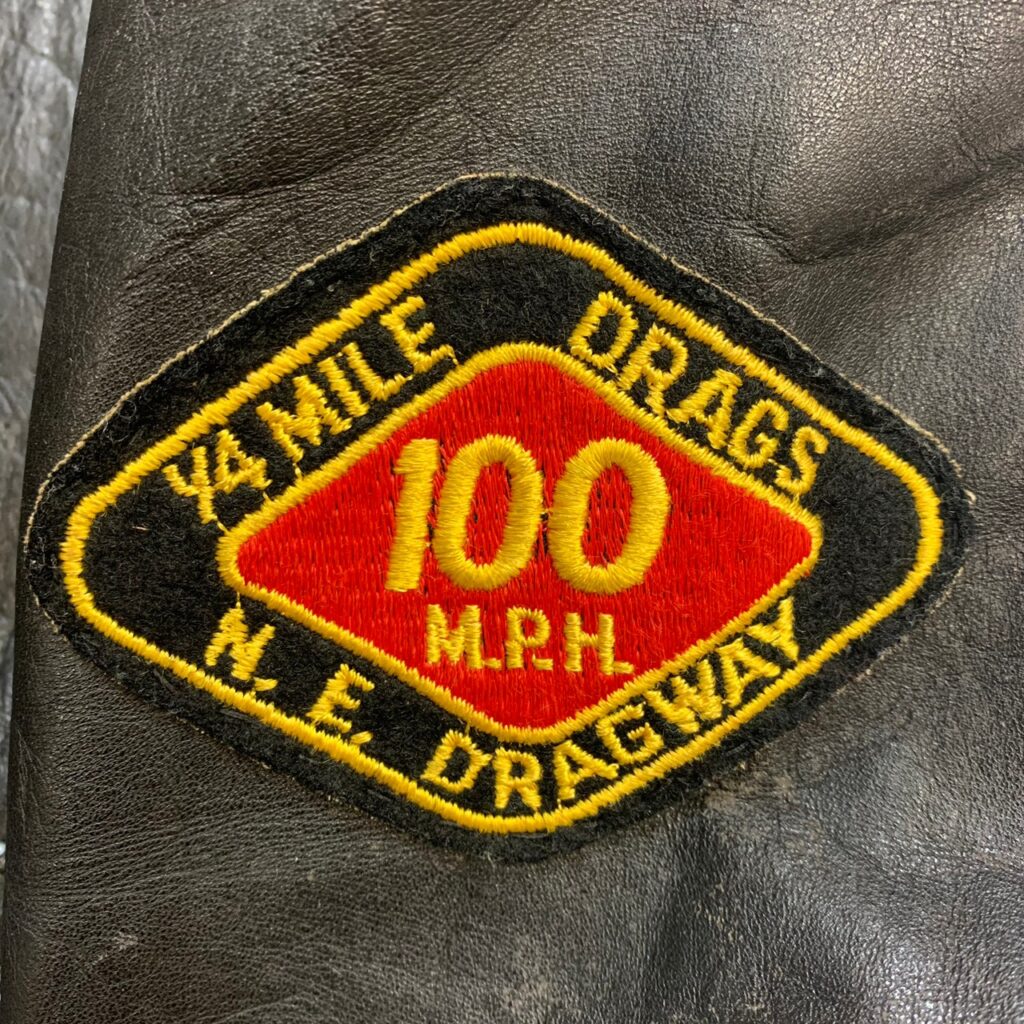 1/4 MILE DRAGS
100
M.P.H.
N. E. DRAGWAY